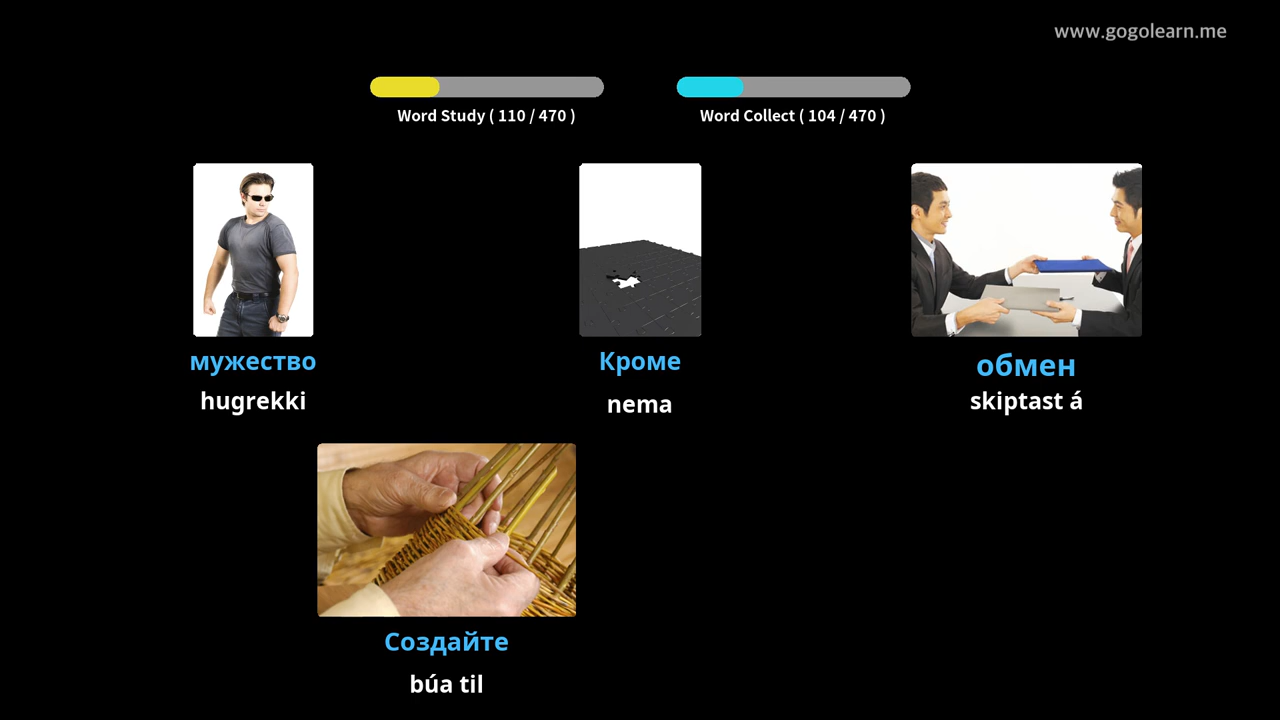 www.gogolearn.me
Word Study ( 110 / 470 )
Word Collect ( 104 / 470 )
мужество
hugrekki
Кроме
nema
обмен
skiptast á
Создайте
búa til